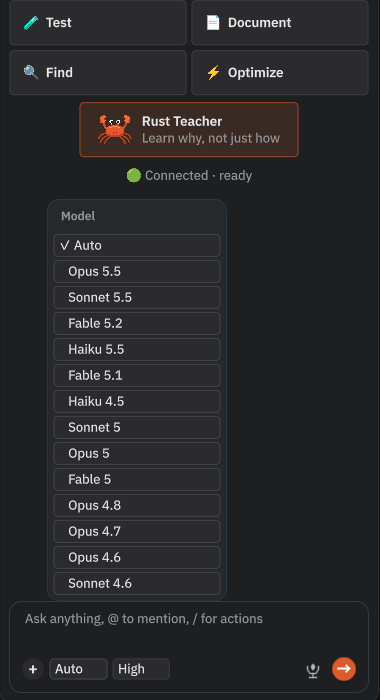 🧪 Test
📄 Document
🔍 Find
⚡ Optimize
Rust Teacher
Learn why, not just how
🟢 Connected · ready
Model
✓ Auto
Opus 5.5
Sonnet 5.5
Fable 5.2
Haiku 5.5
Fable 5.1
Haiku 4.5
Sonnet 5
Opus 5
Fable 5
Opus 4.8
Opus 4.7
Opus 4.6
Sonnet 4.6
Ask anything, @ to mention, / for actions
+ Auto High